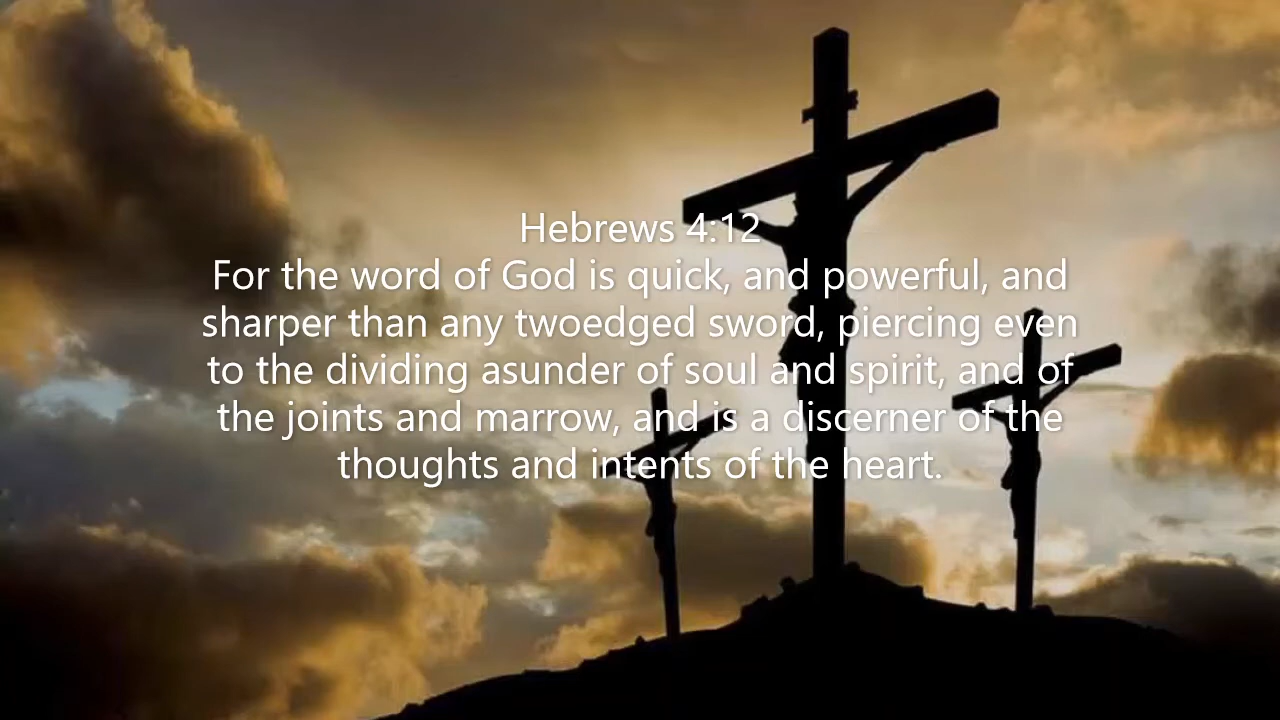 Hebrews 4:12
For the word of God is quick, and powerful, and
sharper than any twoedged sword, piercing even
to the dividing asunder of soul and spirit, and of
the joints and marrow, and is a discerner of the
thoughts and intents of the heart.